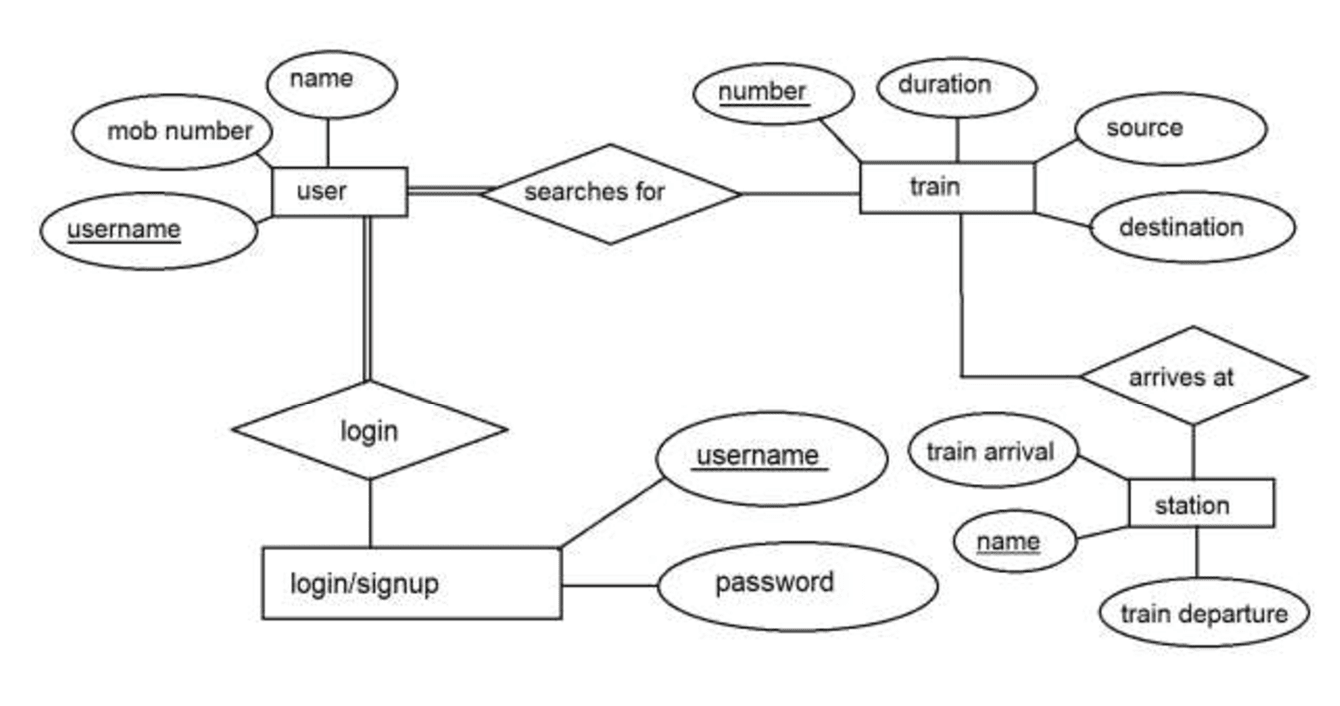 name
mob number
user
username
searches for
number
duration
source
train
destination
arrives at
login
username
login/signup
password
train arrival
station
name
train departure